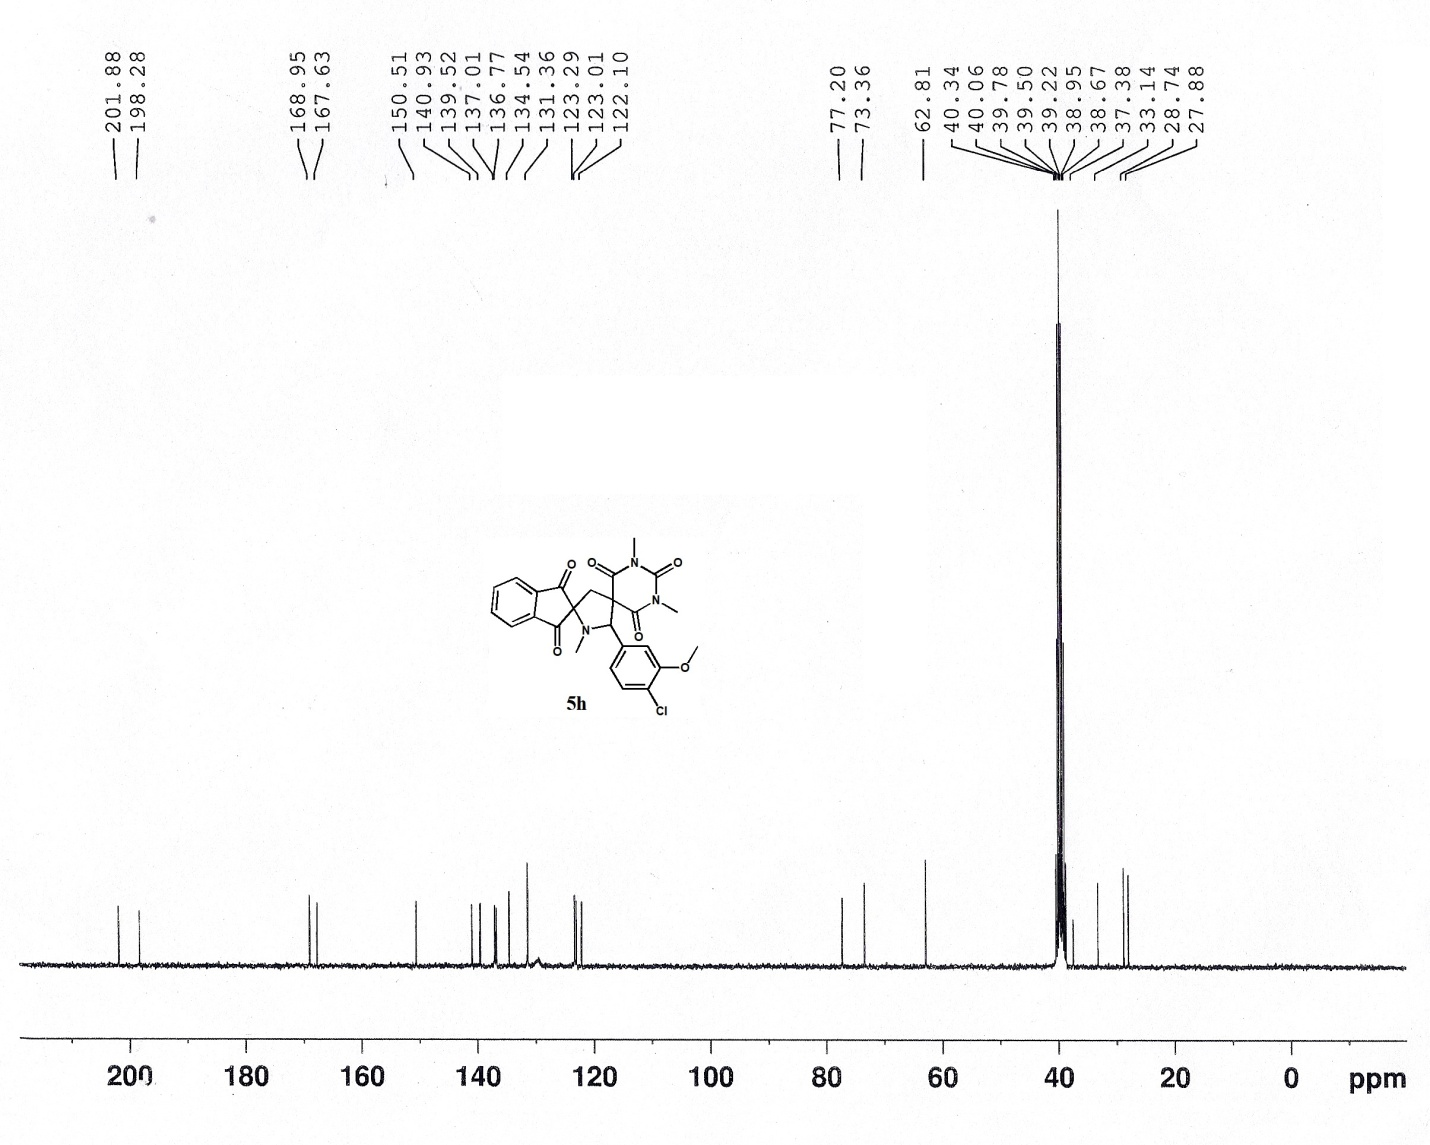 201.88
198.28
168.95
167.63
150.51
140.93
139.52
137.01
136.77
134.54
131.36
123.29
123.01
122.10
77.20
73.36
62.81
40.34
40.06
39.78
39.50
39.22
38.95
38.67
37.38
33.14
28.74
27.88
O
O
N
O
N
O
N
O
O
Cl
5h
200 180 160 140 120 100 80 60 40 20 0 ppm